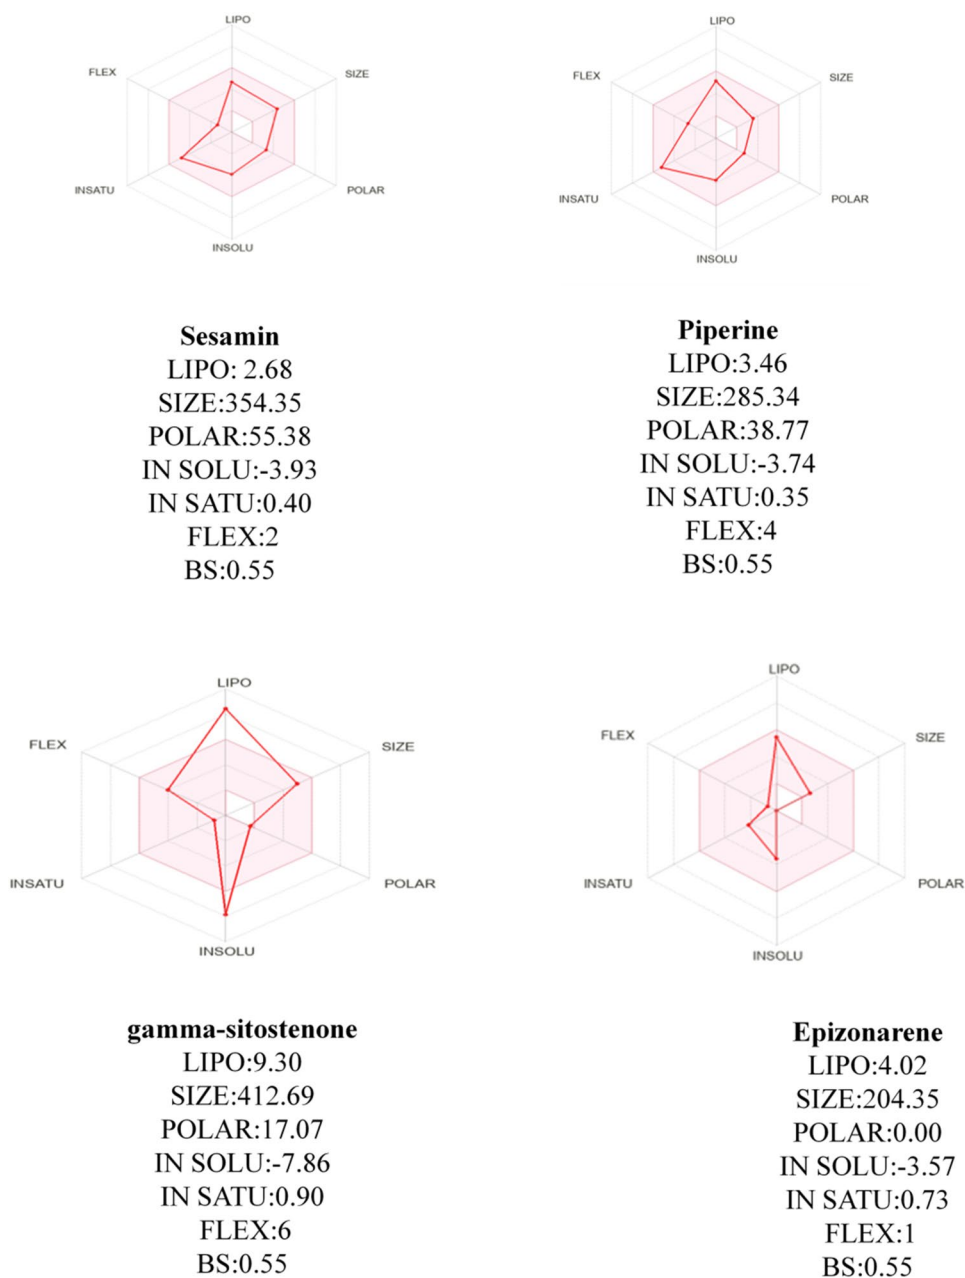 LIPO
FLEX
SIZE
INSATU
POLAR
INSOLU
Sesamin
LIPO: 2.68
SIZE:354.35
POLAR:55.38
IN SOLU:-3.93
IN SATU:0.40
FLEX:2
BS:0.55
LIPO
FLEX
SIZE
INSATU
POLAR
INSOLU
Piperine
LIPO:3.46
SIZE:285.34
POLAR:38.77
IN SOLU:-3.74
IN SATU:0.35
FLEX:4
BS:0.55
LIPO
FLEX
SIZE
INSATU
POLAR
INSOLU
gamma-sitostenone
LIPO:9.30
SIZE:412.69
POLAR:17.07
IN SOLU:-7.86
IN SATU:0.90
FLEX:6
BS:0.55
LIPO
FLEX
SIZE
INSATU
POLAR
INSOLU
Epizonarene
LIPO:4.02
SIZE:204.35
POLAR:0.00
IN SOLU:-3.57
IN SATU:0.73
FLEX:1
BS:0.55